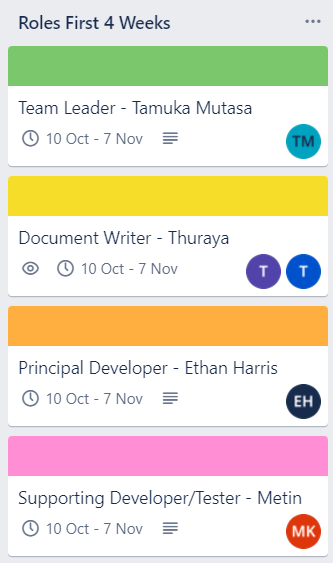 Roles First 4 Weeks
Team Leader - Tamuka Mutasa
10 Oct - 7 Nov
TM
Document Writer - Thuraya
10 Oct - 7 Nov
T T
Principal Developer - Ethan Harris
10 Oct - 7 Nov
EH
Supporting Developer/Tester - Metin
10 Oct - 7 Nov
MK